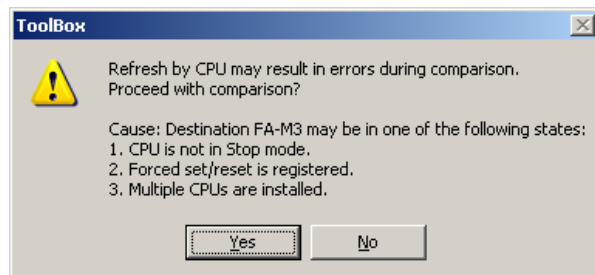 ToolBox
Refresh by CPU may result in errors during comparison.
Proceed with comparison?
Cause: Destination FA-M3 may be in one of the following states:
1. CPU is not in Stop mode.
2. Forced set/reset is registered.
3. Multiple CPUs are installed.
Yes No